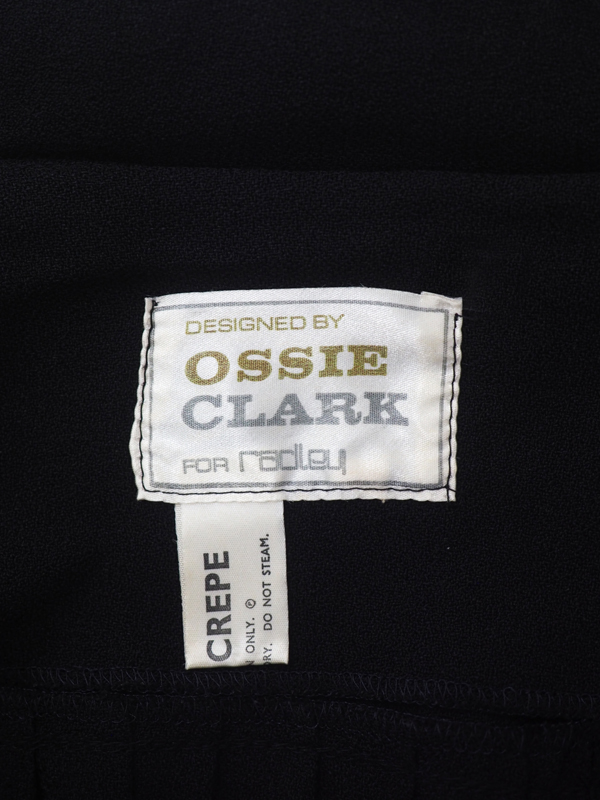 DESIGNED BY
OSSIE
CLARK
FOR radley
CREPE
ONLY. ©
DO NOT STEAM.